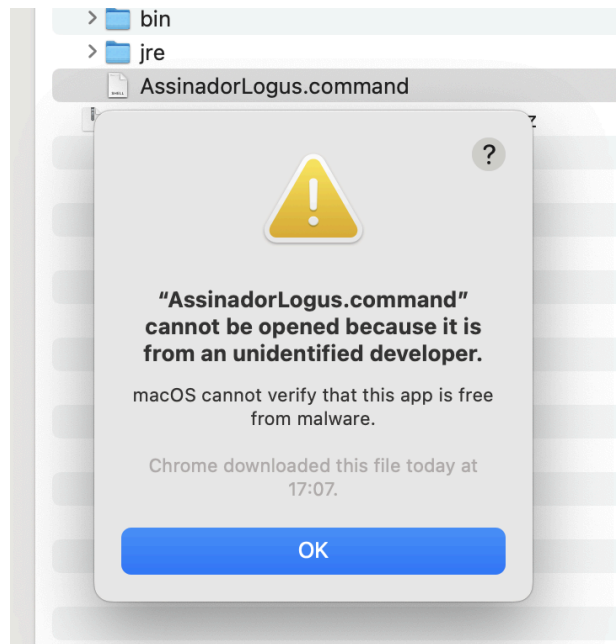 bin
jre
SHELL
AssinadorLogus.command
z
?
“AssinadorLogus.command”
cannot be opened because it is
from an unidentified developer.
macOS cannot verify that this app is free
from malware.
Chrome downloaded this file today at
17:07.
OK